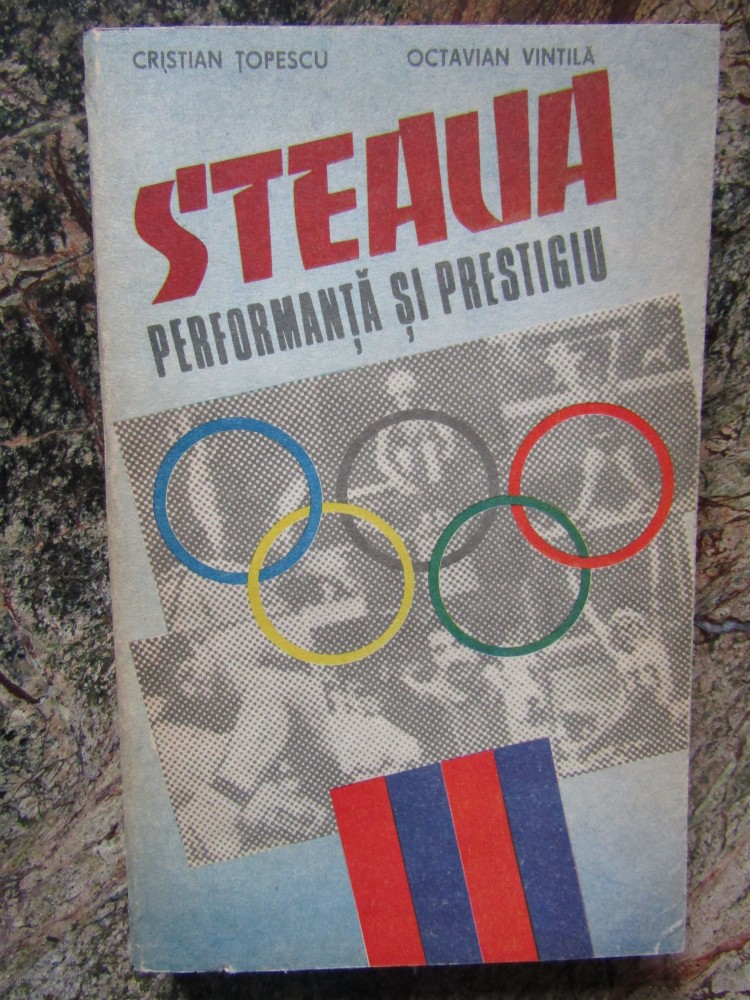 CRISTIAN ȚOPESCU OCTAVIAN VINTILĂ
STEAUA
PERFORMANȚĂ ȘI PRESTIGIU